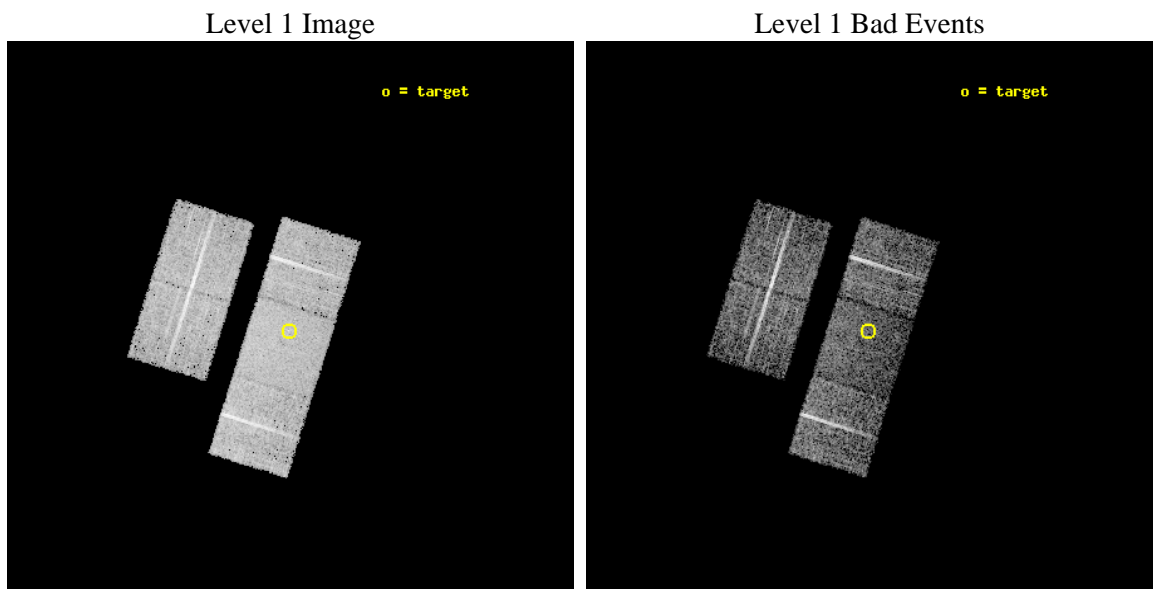 Level 1 Image
Level 1 Bad Events
o = target
o = target